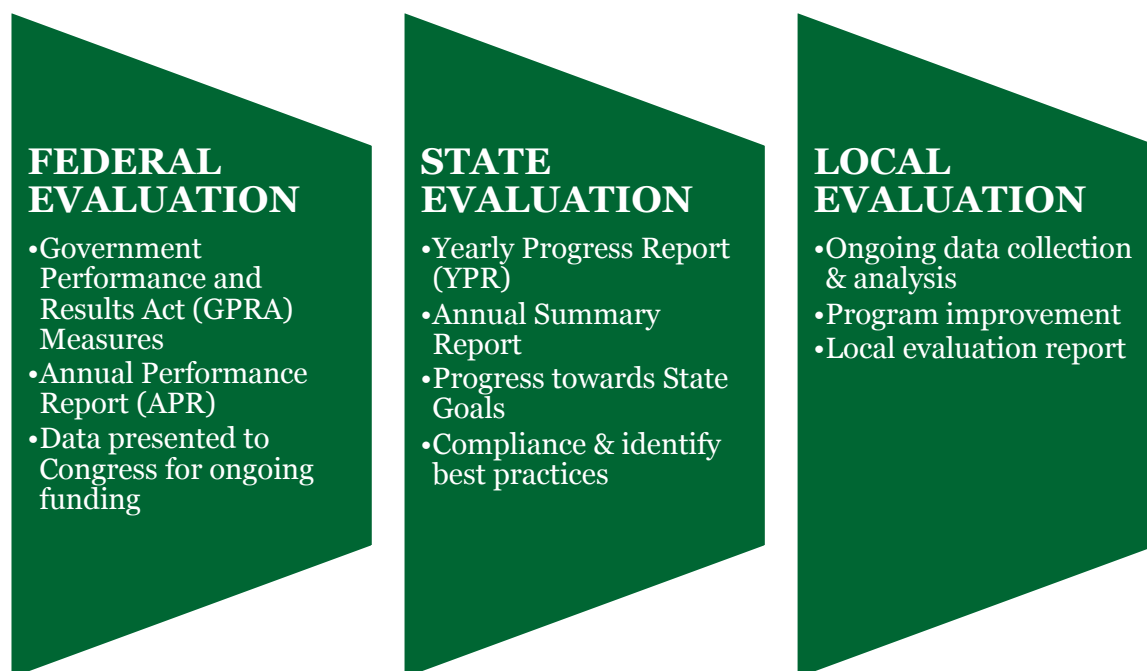 FEDERAL
EVALUATION
•Government
Performance and
Results Act (GPRA)
Measures
•Annual Performance
Report (APR)
•Data presented to
Congress for ongoing
funding
STATE
EVALUATION
•Yearly Progress Report
(YPR)
•Annual Summary
Report
•Progress towards State
Goals
•Compliance & identify
best practices
LOCAL
EVALUATION
•Ongoing data collection
& analysis
•Program improvement
•Local evaluation report